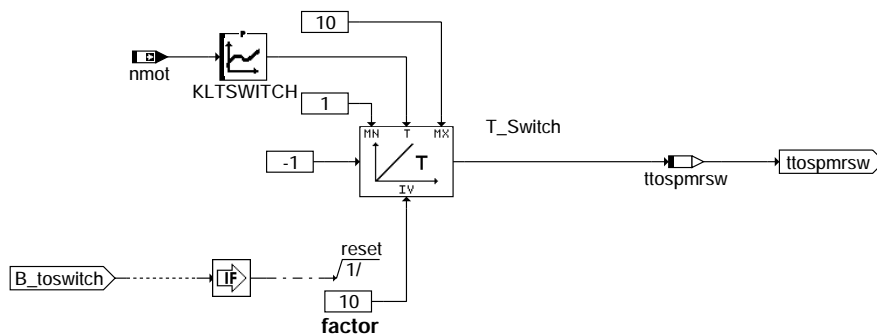 10
P
nmot
KLTSWITCH
1
T_Switch
MN T MX
-1
T
ttospmrsw
ttospmrsw
IV
reset
B_toswitch
IF
1/
10
factor